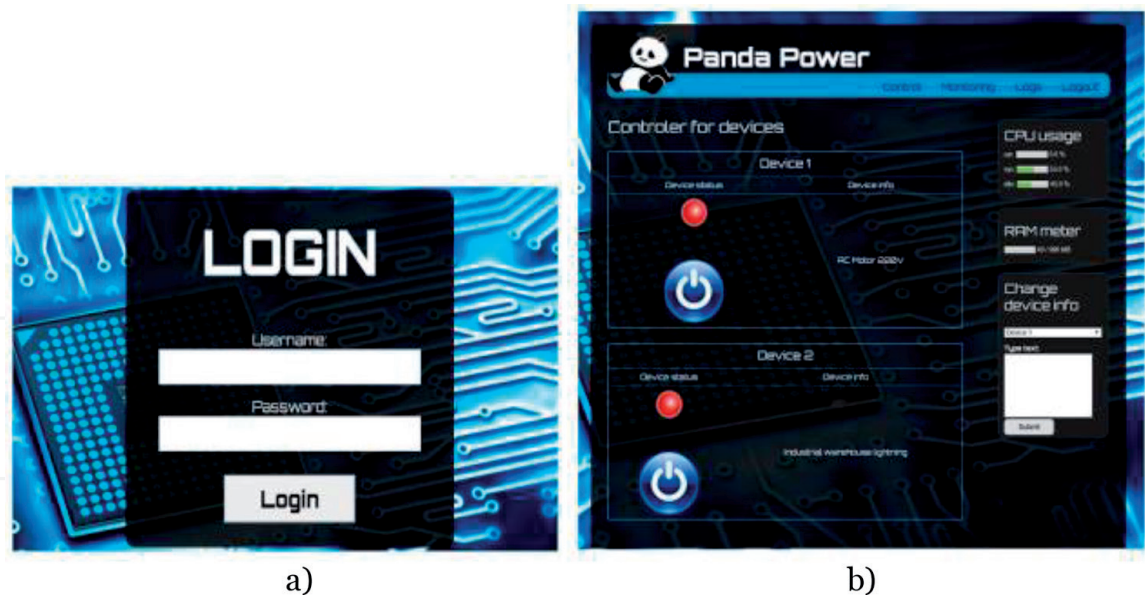 LOGIN
Username:
Password:
Login
a)
Panda Power
Control Monitoring Logs Logout
Controler for devices
Device 1
Device status Device info
AC Motor 220V
Device 2
Device status Device info
Industrial warehouse lightning
CPU usage
RAM meter
Change
device info
Device 1
Type text:
Submit
b)